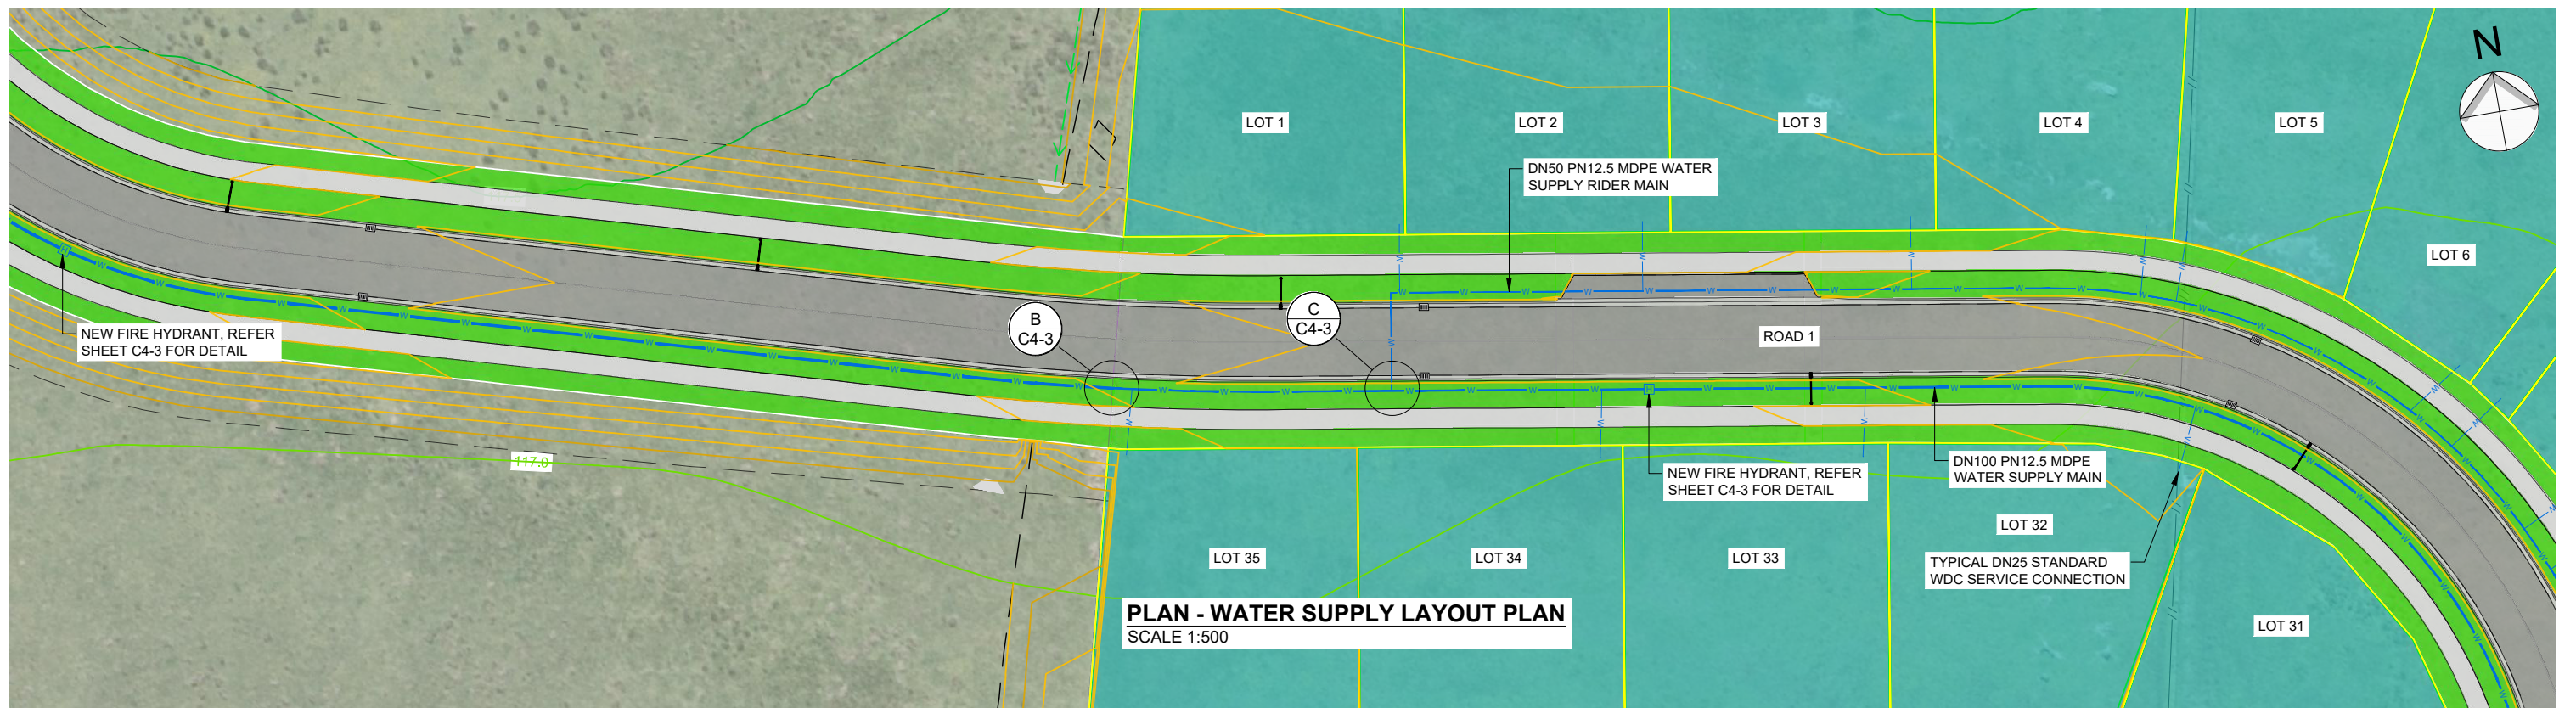 N
LOT 1
LOT 2
LOT 3
LOT 4
LOT 5
LOT 6
DN50 PN12.5 MDPE WATER
SUPPLY RIDER MAIN
NEW FIRE HYDRANT, REFER
SHEET C4-3 FOR DETAIL
B
C4-3
C
C4-3
ROAD 1
H
H
W
117.0
NEW FIRE HYDRANT, REFER
SHEET C4-3 FOR DETAIL
DN100 PN12.5 MDPE
WATER SUPPLY MAIN
LOT 35
LOT 34
LOT 33
LOT 32
TYPICAL DN25 STANDARD
WDC SERVICE CONNECTION
LOT 31
PLAN - WATER SUPPLY LAYOUT PLAN
SCALE 1:500